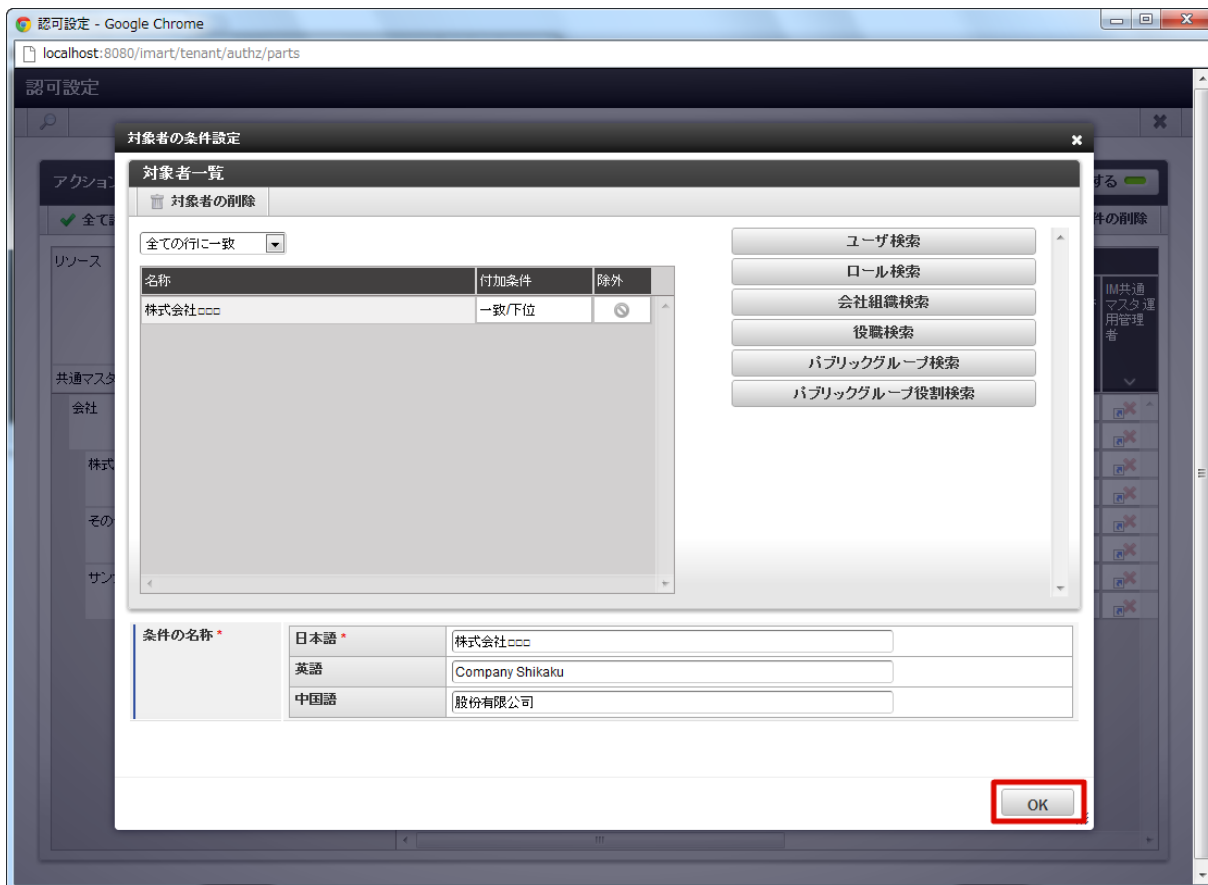 認可設定 - Google Chrome
localhost:8080/imart/tenant/authz/parts
認可設定
対象者の条件設定
アクション
する
対象者一覧
対象者の削除
件の削除
リソース
全ての行に一致
ユーザ検索
ロール検索
会社組織検索
役職検索
パブリックグループ検索
パブリックグループ役割検索
名称 付加条件 除外
株式会社□□□ 一致/下位
IM共通
マスタ運
用管理
者
共通マスタ
会社
株式
その
サン
条件の名称 *
日本語 * 株式会社□□□
英語 Company Shikaku
中国語 股份有限公司
OK